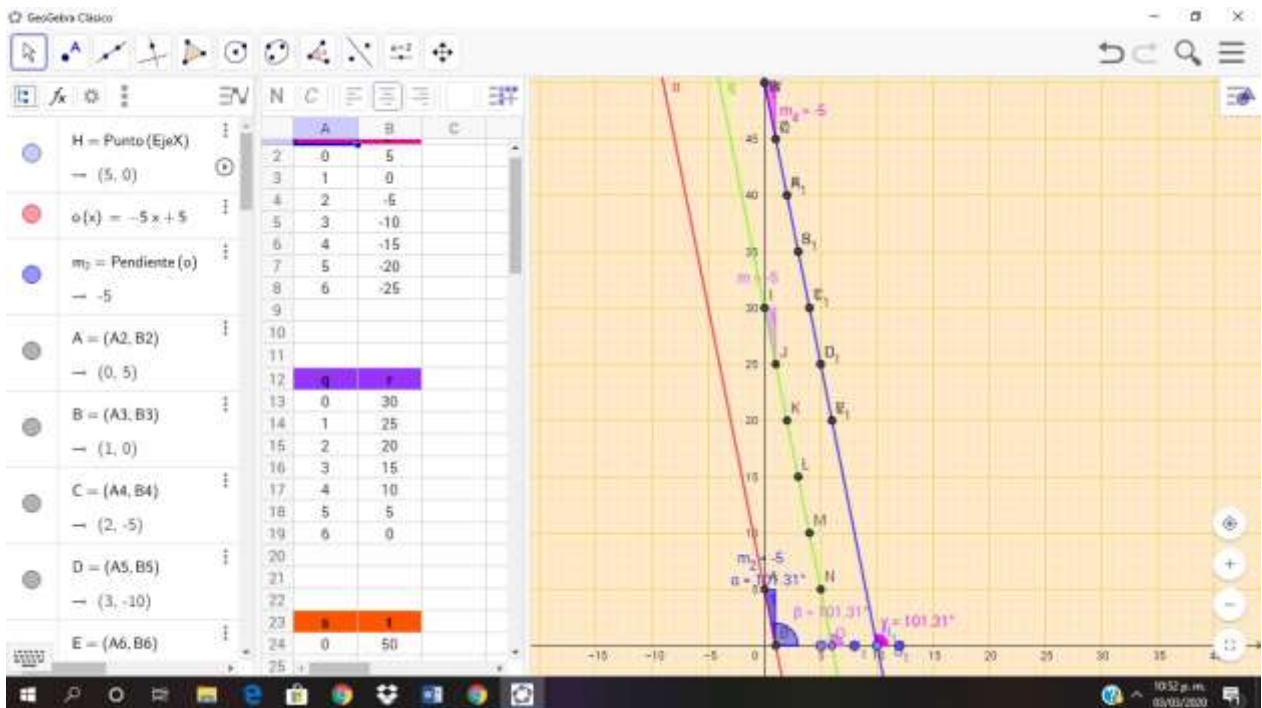 GeoGebra Clásico
N C
H = Punto (EjeX)
→ (5, 0)
o(x) = -5 x + 5
m₂ = Pendiente (o)
→ -5
A = (A2, B2)
→ (0, 5)
B = (A3, B3)
→ (1, 0)
C = (A4, B4)
→ (2, -5)
D = (A5, B5)
→ (3, -10)
E = (A6, B6)
A B C
2 0 5
3 1 0
4 2 -5
5 3 -10
6 4 -15
7 5 -20
8 6 -25
9
10
11
12 q r
13 0 30
14 1 25
15 2 20
16 3 15
17 4 10
18 5 5
19 6 0
20
21
22
23 s t
24 0 50
25
45
40
35
I
30
J D₁
25
K
20
B₁
L
15
M
10
N
m₂ = -5
α = 101.31°
5
β = 101.31°
γ = 101.31°
-15 -10 -5 0 5 15 20 25 30 35
10:52 p. m.
03/03/2020